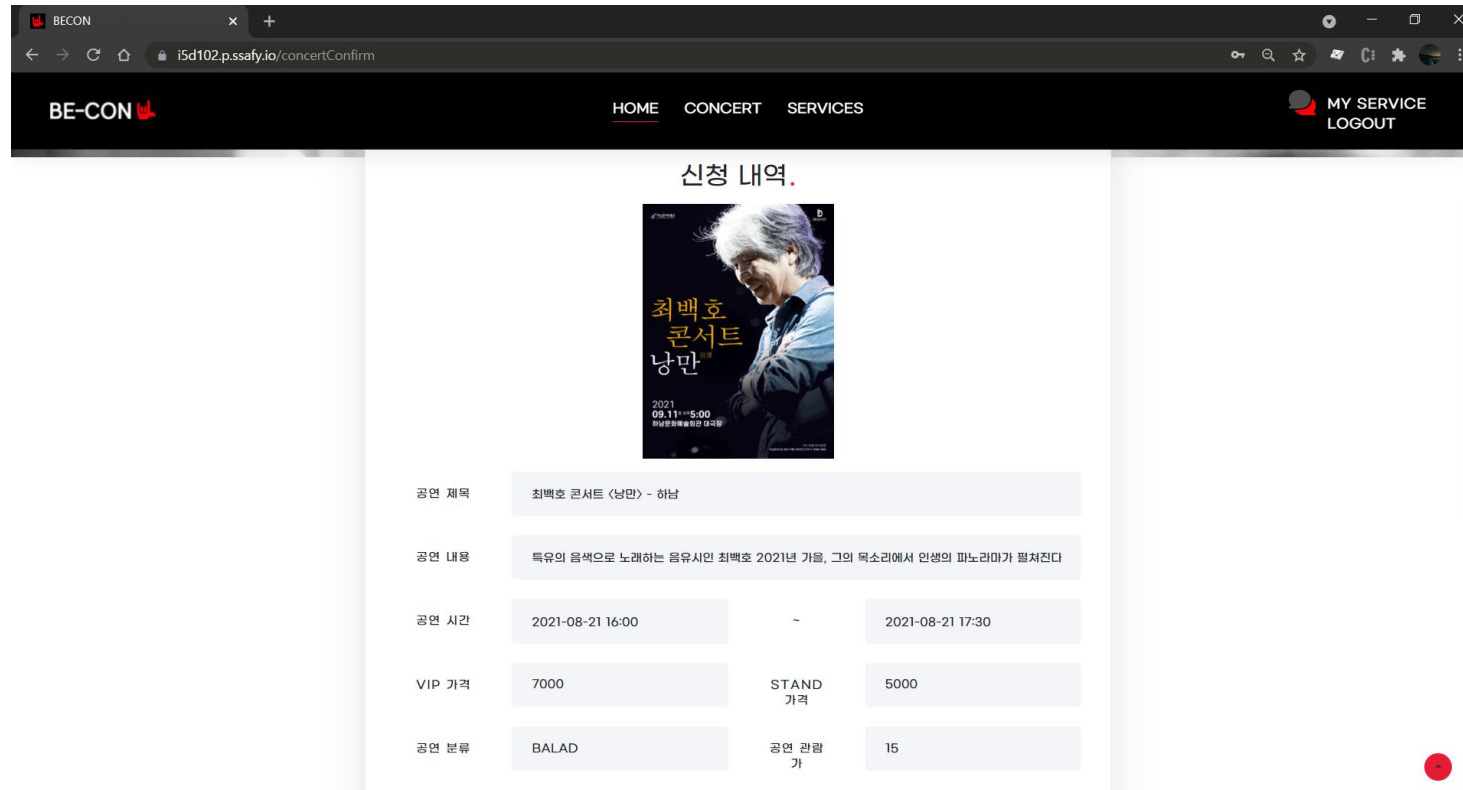 BECON
i5d102.p.ssafy.io/concertConfirm
BE-CON
HOME CONCERT SERVICES
MY SERVICE
LOGOUT
신청 내역.
최백호
콘서트
낭만
2021
09.11 5:00
하남문화예술회관 대극장
공연 제목 최백호 콘서트 <낭만> - 하남
공연 내용 특유의 음색으로 노래하는 음유시인 최백호 2021년 가을, 그의 목소리에서 인생의 파노라마가 펼쳐진다
공연 시간 2021-08-21 16:00 ~ 2021-08-21 17:30
VIP 가격 7000 STAND 가격 5000
공연 분류 BALAD 공연 관람가 15